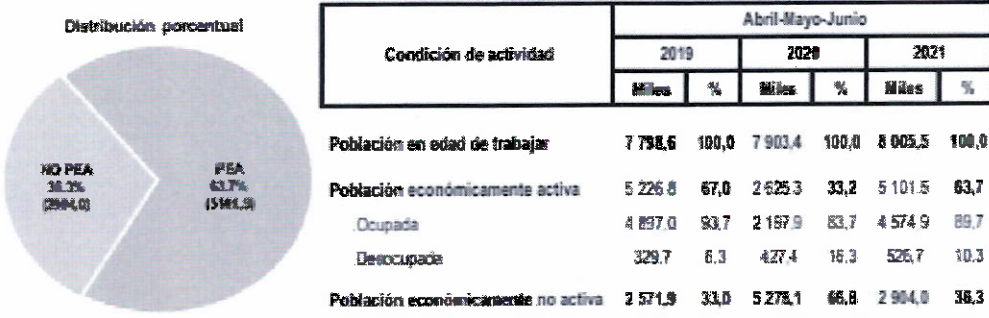 Distribución porcentual
NO PEA
36.3%
(2904,0)
PEA
63.7%
(5101,5)
Condición de actividad
Abril-Mayo-Junio
2019 2020 2021
Miles % Miles % Miles %
Población en edad de trabajar 7 798,6 100,0 7 903,4 100,0 8 005,5 100,0
Población económicamente activa 5 226.8 67,0 2 625.3 33,2 5 101.5 63,7
Ocupada 4 897.0 93,7 2 197.9 83,7 4 574.9 89,7
Desocupada 329.7 6,3 427,4 16,3 526,7 10,3
Población económicamente no activa 2 571,9 33,0 5 278,1 66,8 2 904,0 36,3